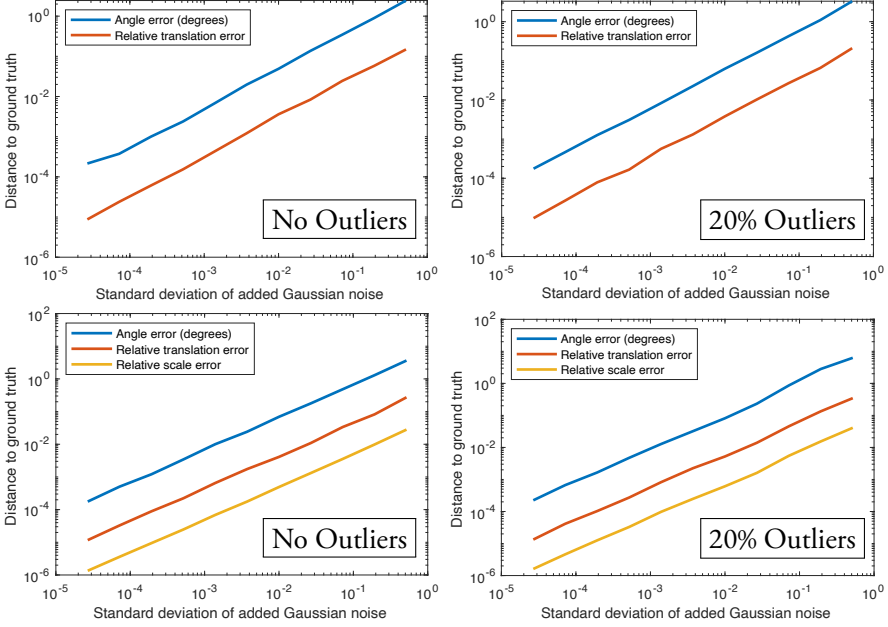 Distance to ground truth
10^0
10^-2
10^-4
10^-6
Angle error (degrees)
Relative translation error
No Outliers
10^-5
10^-4
10^-3
10^-2
10^-1
10^0
Standard deviation of added Gaussian noise
Distance to ground truth
10^0
10^-2
10^-4
10^-6
Angle error (degrees)
Relative translation error
20% Outliers
10^-5
10^-4
10^-3
10^-2
10^-1
10^0
Standard deviation of added Gaussian noise
Distance to ground truth
10^2
10^0
10^-2
10^-4
10^-6
Angle error (degrees)
Relative translation error
Relative scale error
No Outliers
10^-5
10^-4
10^-3
10^-2
10^-1
10^0
Standard deviation of added Gaussian noise
Distance to ground truth
10^2
10^0
10^-2
10^-4
10^-6
Angle error (degrees)
Relative translation error
Relative scale error
20% Outliers
10^-5
10^-4
10^-3
10^-2
10^-1
10^0
Standard deviation of added Gaussian noise